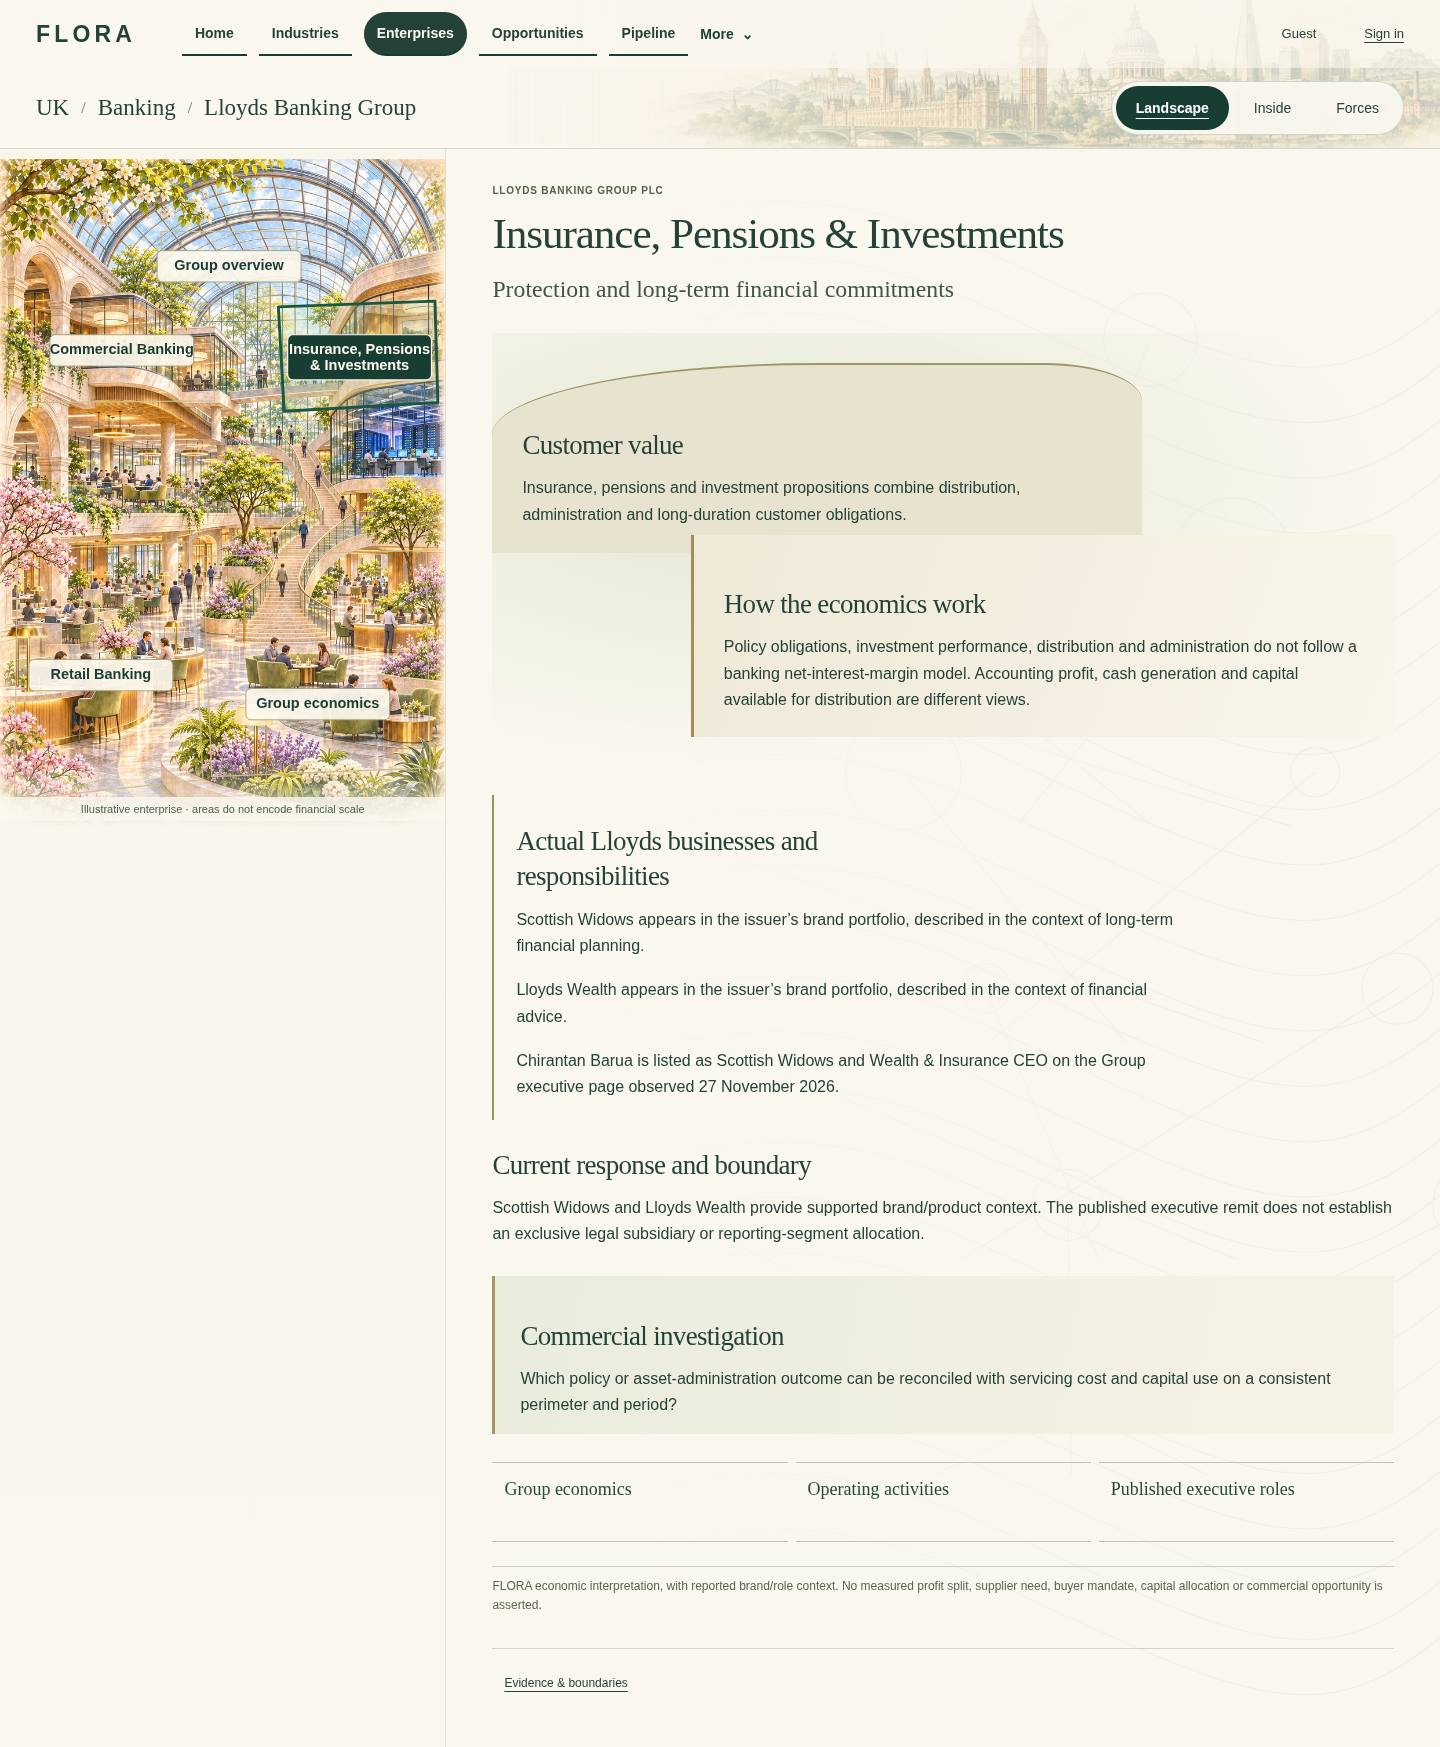 FLORA
Home
Industries
Enterprises
Opportunities
Pipeline
More
Guest
Sign in
UK / Banking / Lloyds Banking Group
Landscape
Inside
Forces
Group overview
Commercial Banking
Insurance, Pensions
& Investments
Retail Banking
Group economics
Illustrative enterprise · areas do not encode financial scale
LLOYDS BANKING GROUP PLC
Insurance, Pensions & Investments
Protection and long-term financial commitments
Customer value
Insurance, pensions and investment propositions combine distribution,
administration and long-duration customer obligations.
How the economics work
Policy obligations, investment performance, distribution and administration do not follow a
banking net-interest-margin model. Accounting profit, cash generation and capital
available for distribution are different views.
Actual Lloyds businesses and
responsibilities
Scottish Widows appears in the issuer’s brand portfolio, described in the context of long-term
financial planning.
Lloyds Wealth appears in the issuer’s brand portfolio, described in the context of financial
advice.
Chirantan Barua is listed as Scottish Widows and Wealth & Insurance CEO on the Group
executive page observed 27 November 2026.
Current response and boundary
Scottish Widows and Lloyds Wealth provide supported brand/product context. The published executive remit does not establish
an exclusive legal subsidiary or reporting-segment allocation.
Commercial investigation
Which policy or asset-administration outcome can be reconciled with servicing cost and capital use on a consistent
perimeter and period?
Group economics
Operating activities
Published executive roles
FLORA economic interpretation, with reported brand/role context. No measured profit split, supplier need, buyer mandate, capital allocation or commercial opportunity is
asserted.
Evidence & boundaries